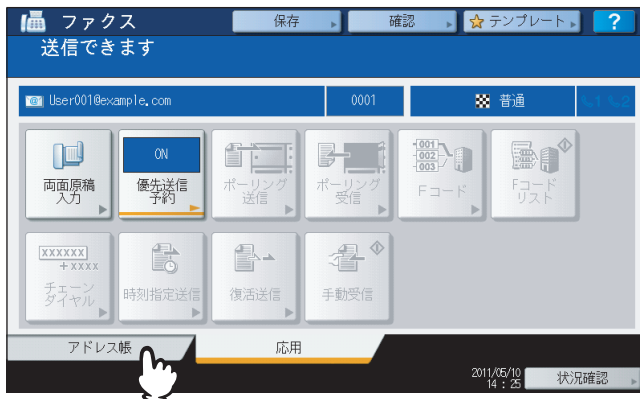 ファクス
保存
確認
テンプレート
?
送信できます
@ User001@example.com
0001
普通
1 2
両面原稿
入力
ON
優先送信
予約
ポーリング
送信
ポーリング
受信
001
002
003
Fコード
Fコード
リスト
XXXXXX
+XXXX
チェーン
ダイヤル
時刻指定送信
復活送信
手動受信
アドレス帳
応用
2011/05/10
14 : 25
状況確認